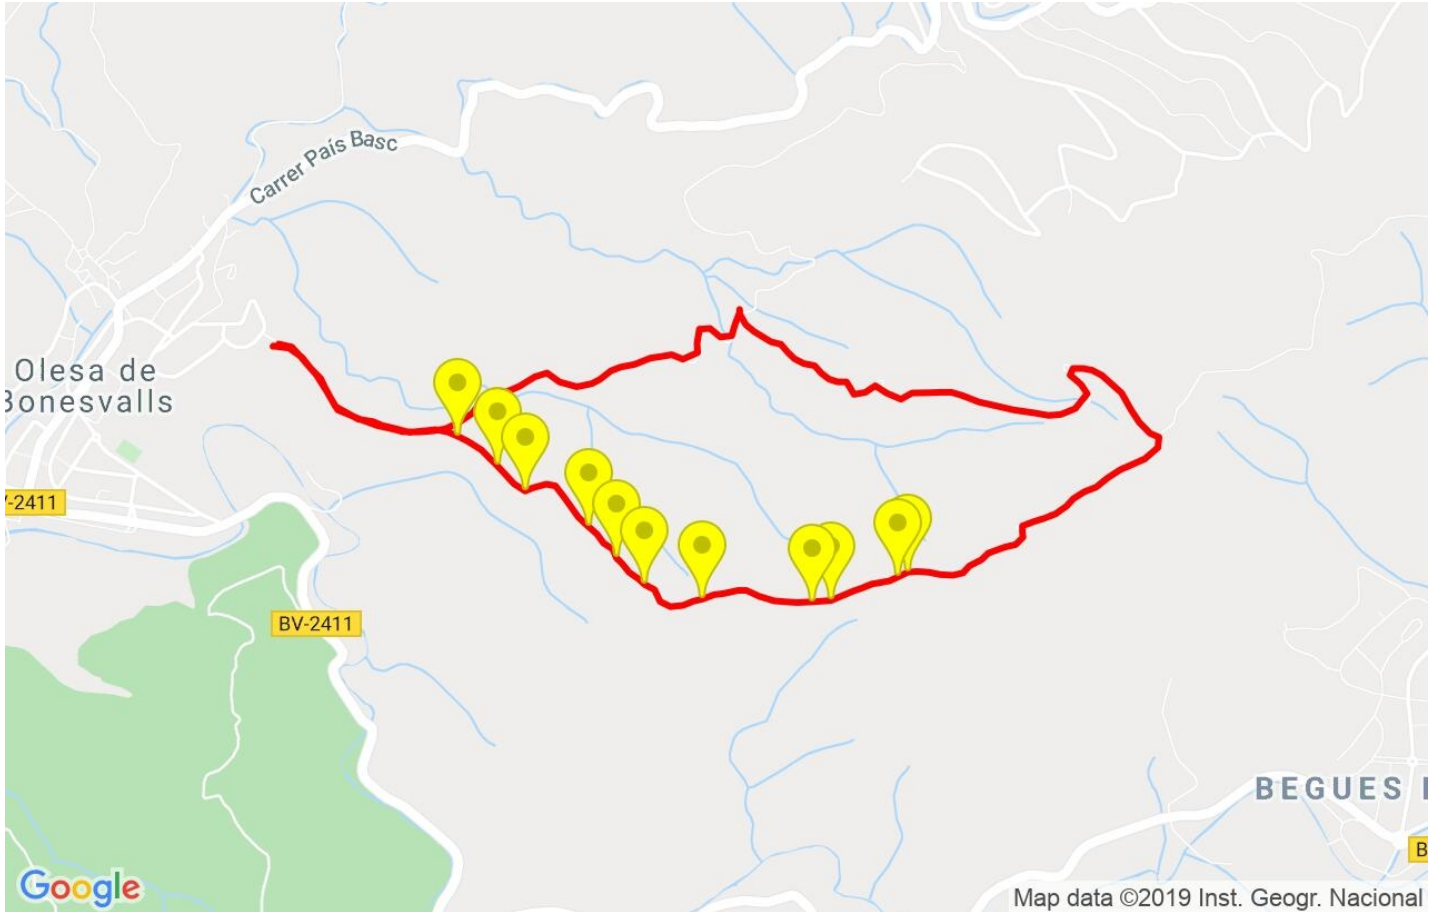 Carrer País Basc
Olesa de
Bonesvalls
V-2411
BV-2411
BEGUES
B
Google
Map data ©2019 Inst. Geogr. Nacional